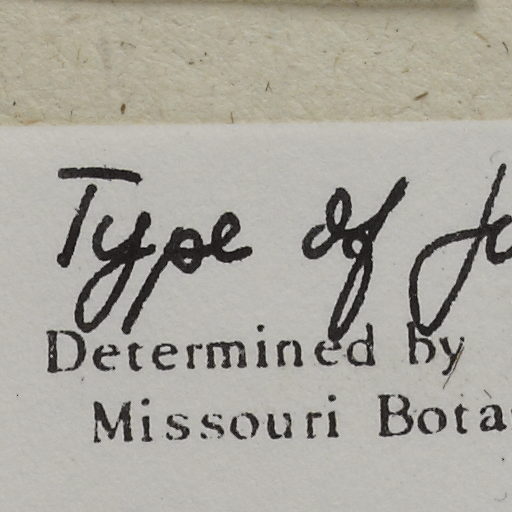 Type of
Determined by
Missouri